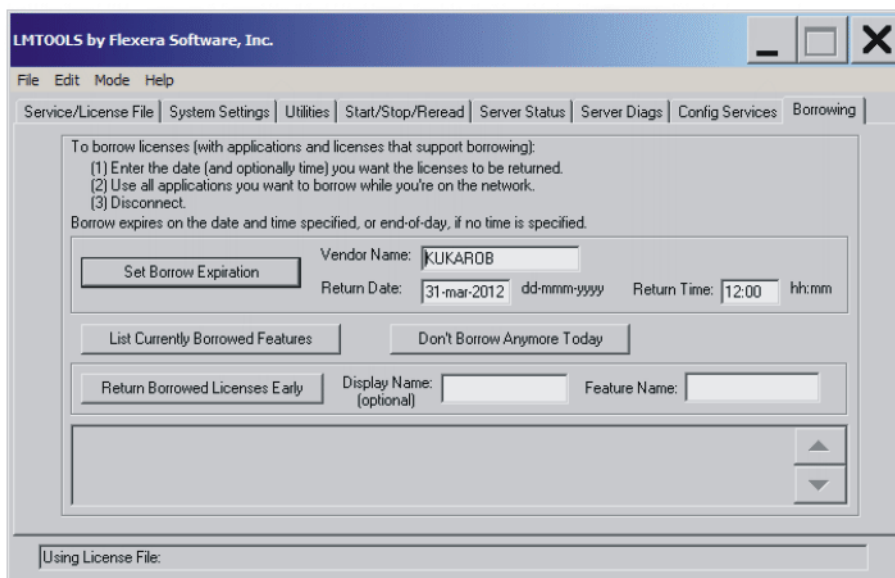 LMTOOLS by Flexera Software, Inc.
File Edit Mode Help
Service/License File System Settings Utilities Start/Stop/Reread Server Status Server Diags Config Services Borrowing
To borrow licenses (with applications and licenses that support borrowing):
(1) Enter the date (and optionally time) you want the licenses to be returned.
(2) Use all applications you want to borrow while you're on the network.
(3) Disconnect.
Borrow expires on the date and time specified, or end-of-day, if no time is specified.
Set Borrow Expiration Vendor Name: KUKAROB
Return Date: 31-mar-2012 dd-mmm-yyyy Return Time: 12:00 hh:mm
List Currently Borrowed Features Don't Borrow Anymore Today
Return Borrowed Licenses Early Display Name: Feature Name:
(optional)
Using License File: